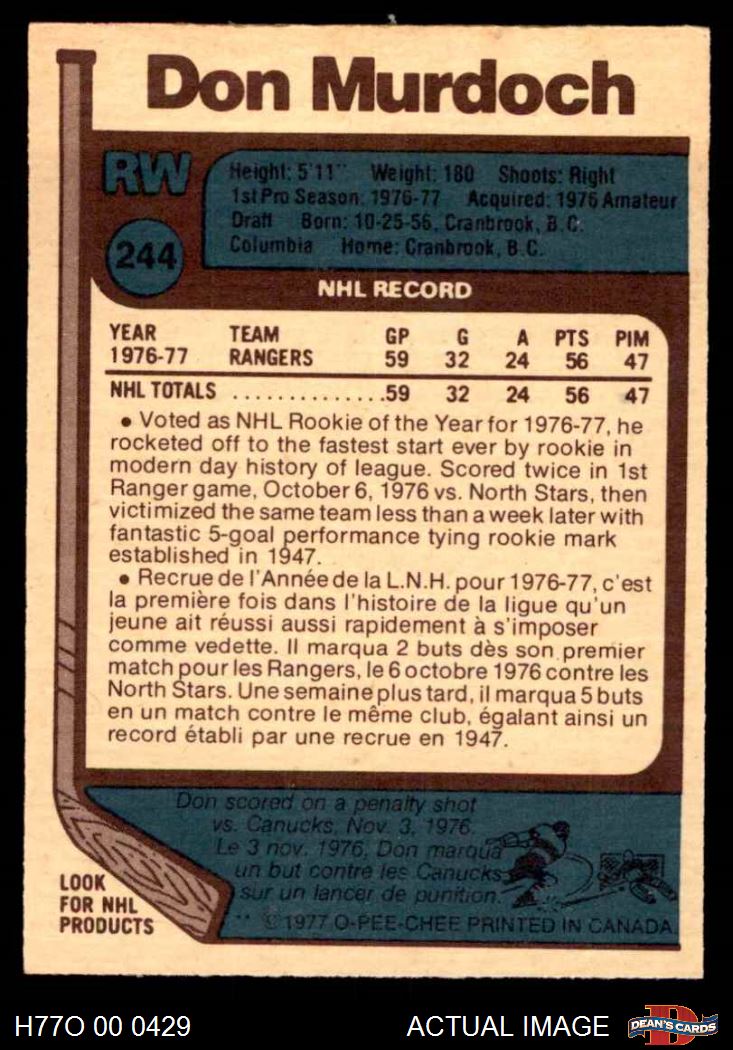 Don Murdoch
RW
244
Height: 5'11" Weight: 180 Shoots: Right
1st Pro Season: 1976-77 Acquired: 1976 Amateur
Draft Born: 10-25-56, Cranbrook, B.C.
Columbia Home: Cranbrook, B.C.
NHL RECORD
YEAR TEAM GP G A PTS PIM
1976-77 RANGERS 59 32 24 56 47
NHL TOTALS ..............59 32 24 56 47
• Voted as NHL Rookie of the Year for 1976-77, he
rocketed off to the fastest start ever by rookie in
modern day history of league. Scored twice in 1st
Ranger game, October 6, 1976 vs. North Stars, then
victimized the same team less than a week later with
fantastic 5-goal performance tying rookie mark
established in 1947.
• Recrue de l'Année de la L.N.H. pour 1976-77, c'est
la première fois dans l'histoire de la ligue qu'un
jeune ait réussi aussi rapidement à s'imposer
comme vedette. Il marqua 2 buts dès son premier
match pour les Rangers, le 6 octobre 1976 contre les
North Stars. Une semaine plus tard, il marqua 5 buts
en un match contre le même club, égalant ainsi un
record établi par une recrue en 1947.
Don scored on a penalty shot
vs. Canucks, Nov. 3, 1976.
Le 3 nov. 1976, Don marqua
un but contre les Canucks
sur un lancer de punition.
LOOK
FOR NHL
PRODUCTS
** © 1977 O-PEE-CHEE PRINTED IN CANADA
H77O 00 0429
ACTUAL IMAGE
DEAN'S CARDS